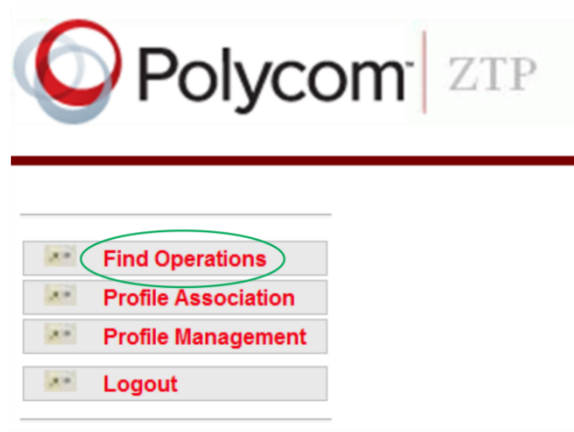 Polycom ZTP
Find Operations
Profile Association
Profile Management
Logout